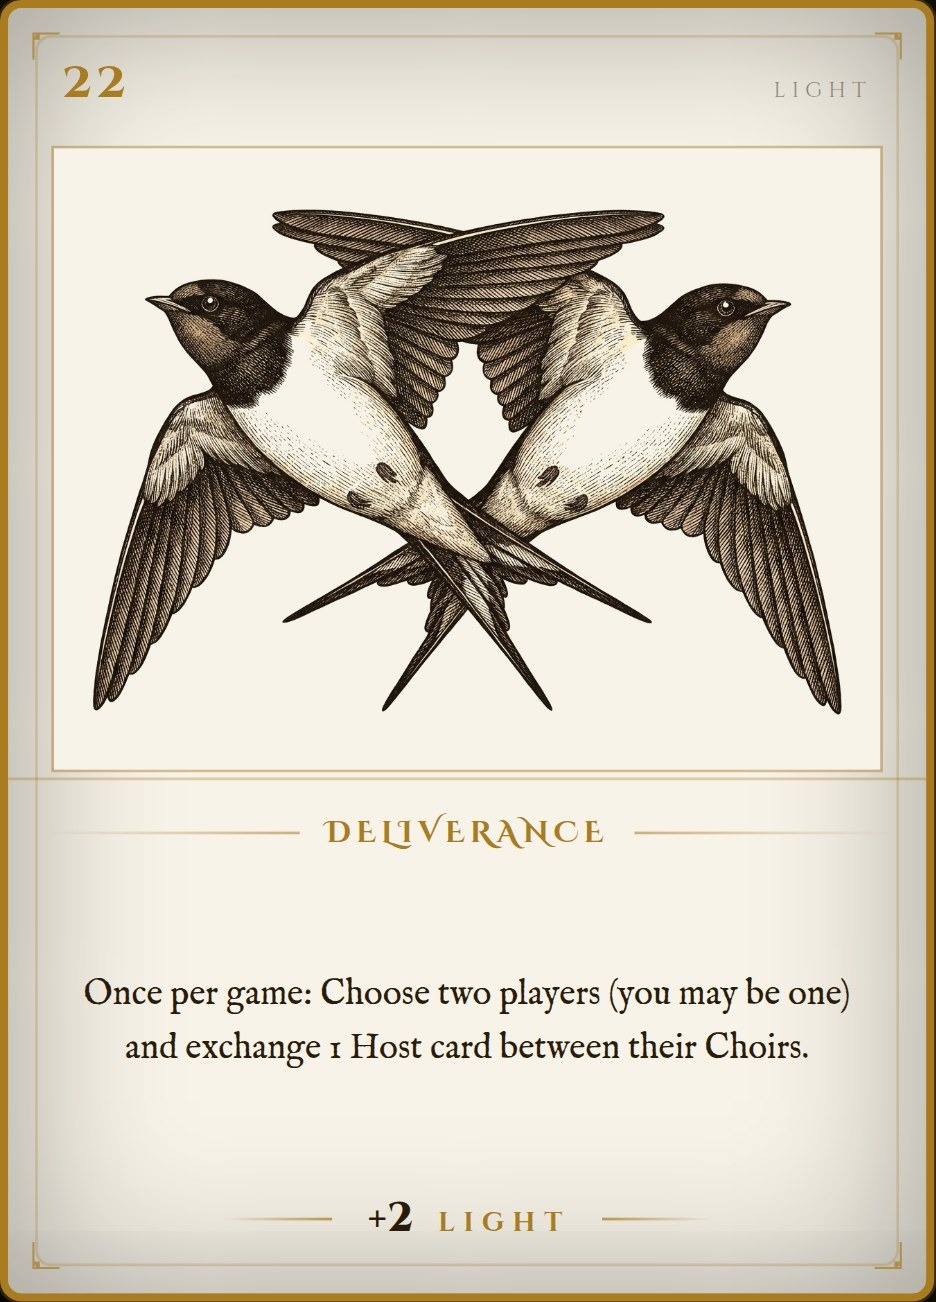 22
LIGHT
DELIVERANCE
Once per game: Choose two players (you may be one)
and exchange 1 Host card between their Choirs.
+2 LIGHT